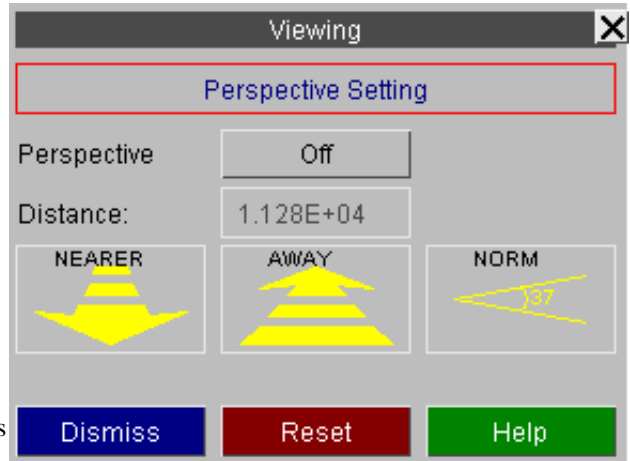 Viewing
Perspective Setting
Perspective Off
Distance: 1.128E+04
NEARER AWAY NORM
37
s Dismiss Reset Help